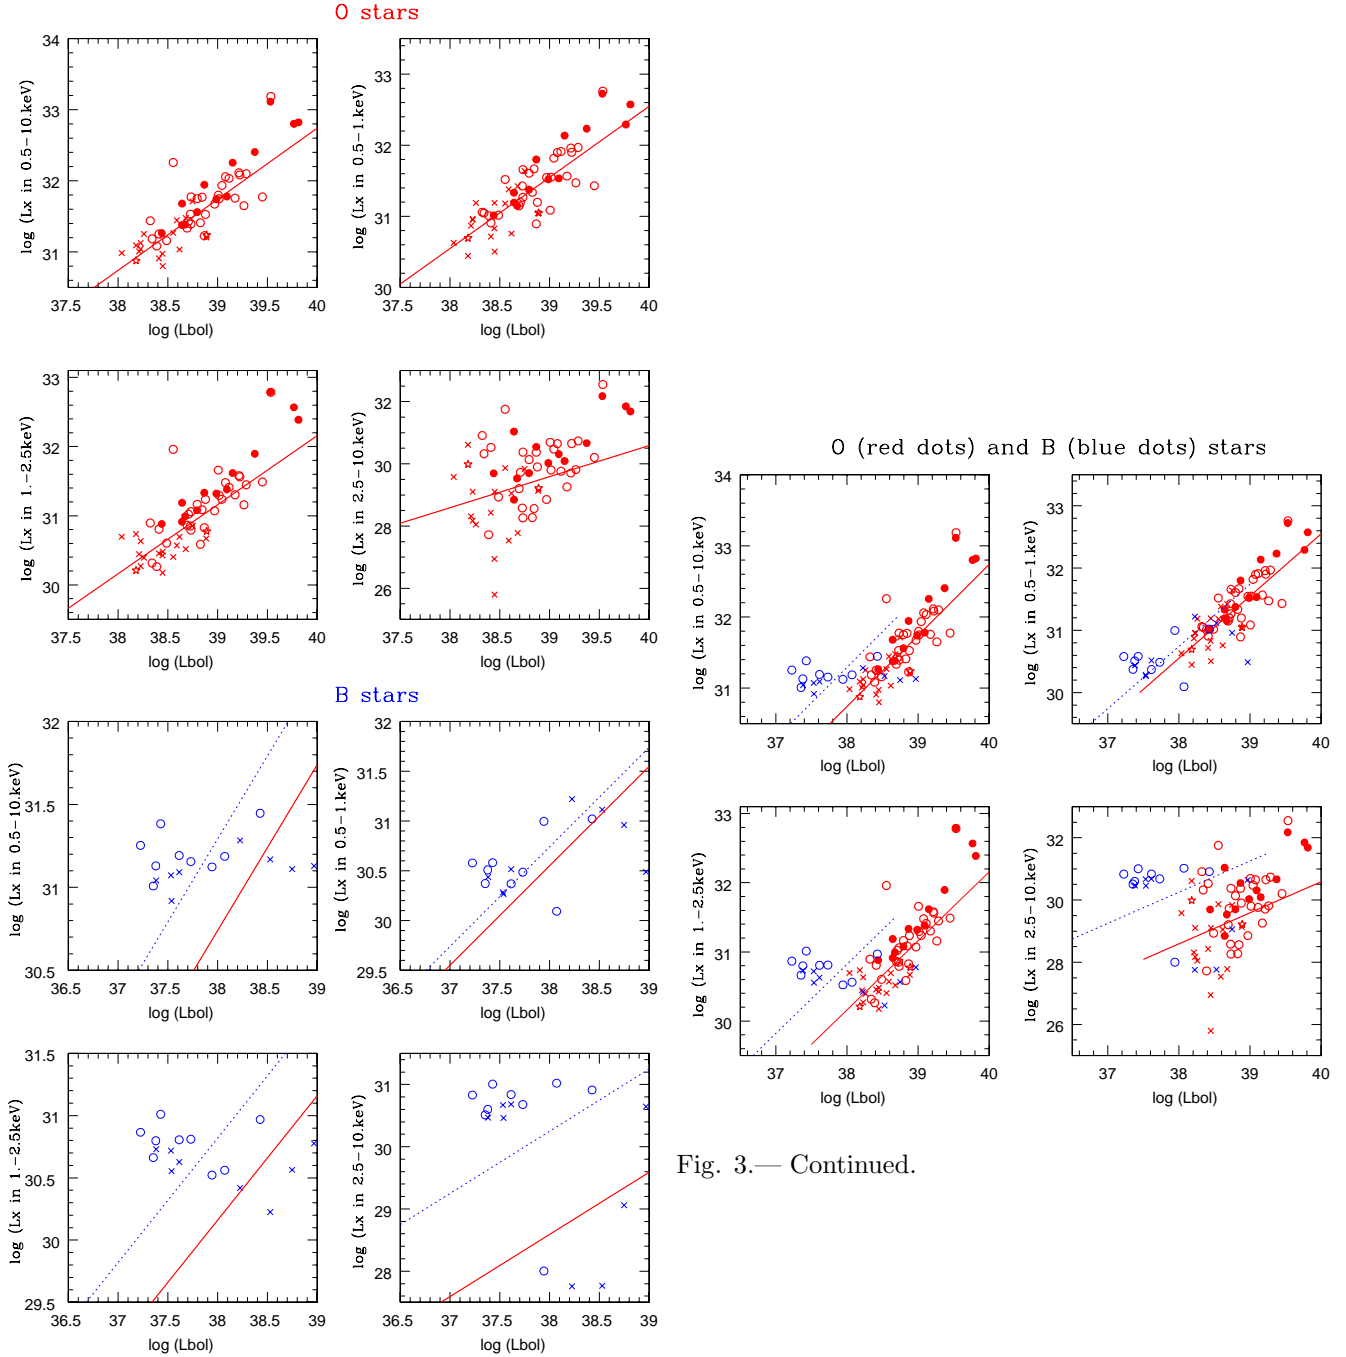 O stars
34
33
32
31
log (Lx in 0.5−10.keV)
37.5 38 38.5 39 39.5 40
log (Lbol)
33
32
31
30
log (Lx in 0.5−1.keV)
37.5 38 38.5 39 39.5 40
log (Lbol)
33
32
31
30
log (Lx in 1.−2.5keV)
37.5 38 38.5 39 39.5 40
log (Lbol)
32
30
28
26
log (Lx in 2.5−10.keV)
37.5 38 38.5 39 39.5 40
log (Lbol)
B stars
32
31.5
31
30.5
log (Lx in 0.5−10.keV)
36.5 37 37.5 38 38.5 39
log (Lbol)
32
31.5
31
30.5
30
29.5
log (Lx in 0.5−1.keV)
36.5 37 37.5 38 38.5 39
log (Lbol)
31.5
31
30.5
30
29.5
log (Lx in 1.−2.5keV)
36.5 37 37.5 38 38.5 39
log (Lbol)
31
30
29
28
log (Lx in 2.5−10.keV)
36.5 37 37.5 38 38.5 39
log (Lbol)
O (red dots) and B (blue dots) stars
34
33
32
31
log (Lx in 0.5−10.keV)
37 38 39 40
log (Lbol)
33
32
31
30
log (Lx in 0.5−1.keV)
37 38 39 40
log (Lbol)
33
32
31
30
log (Lx in 1.−2.5keV)
37 38 39 40
log (Lbol)
32
30
28
26
log (Lx in 2.5−10.keV)
37 38 39 40
log (Lbol)
Fig. 3.— Continued.